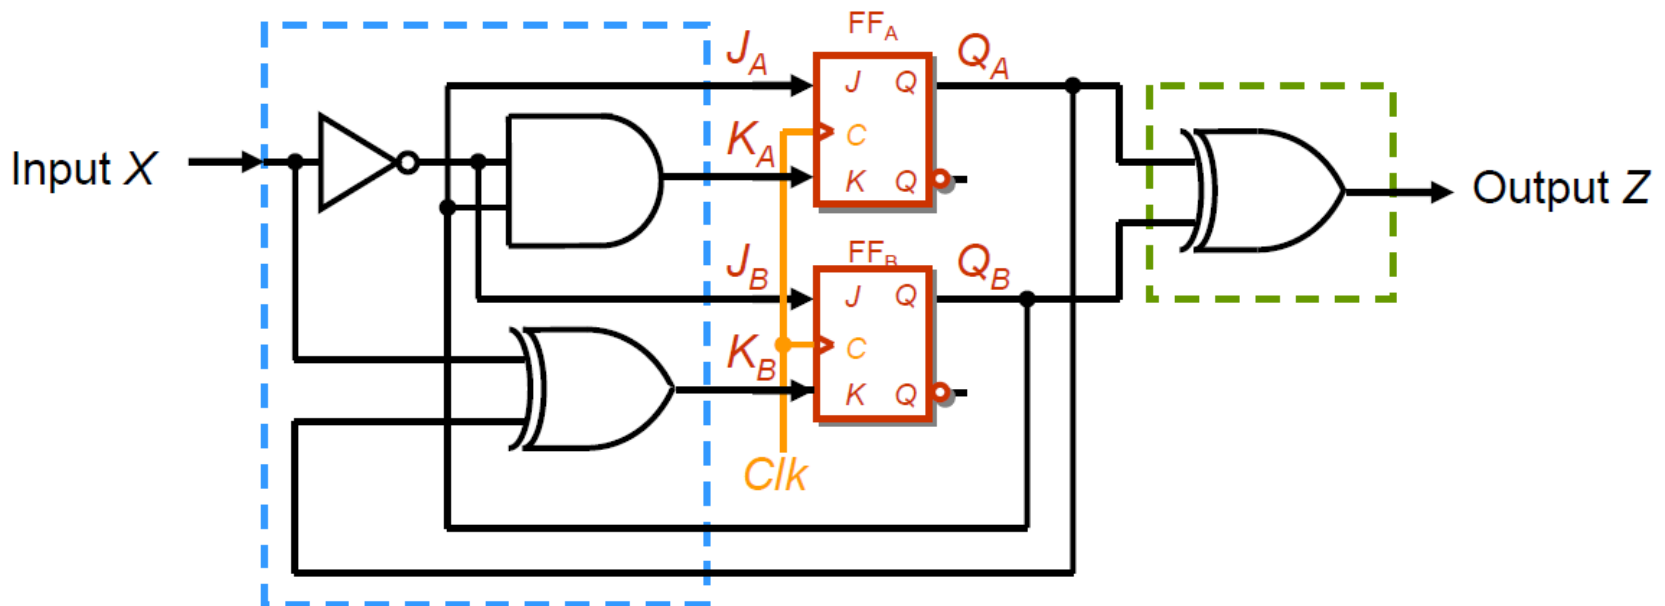 FFA
JA
QA
J Q
KA
C
Input X
K Q
Output Z
JB
FFB
QB
J Q
KB
C
K Q
Clk